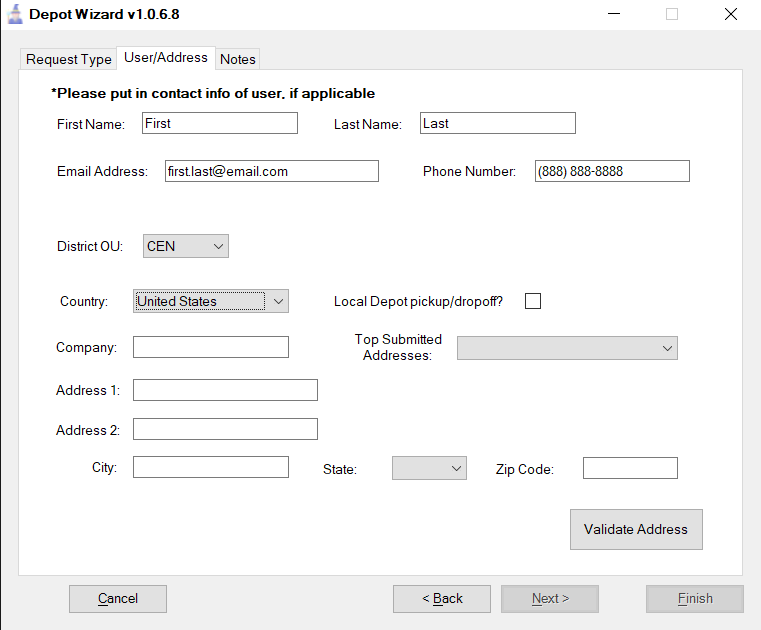 Depot Wizard v1.0.6.8
Request Type User/Address Notes
*Please put in contact info of user, if applicable
First Name: First Last Name: Last
Email Address: first.last@email.com Phone Number: (888) 888-8888
District OU: CEN
Country: United States Local Depot pickup/dropoff?
Company: Top Submitted
Addresses:
Address 1:
Address 2:
City: State: Zip Code:
Validate Address
Cancel < Back Next > Finish